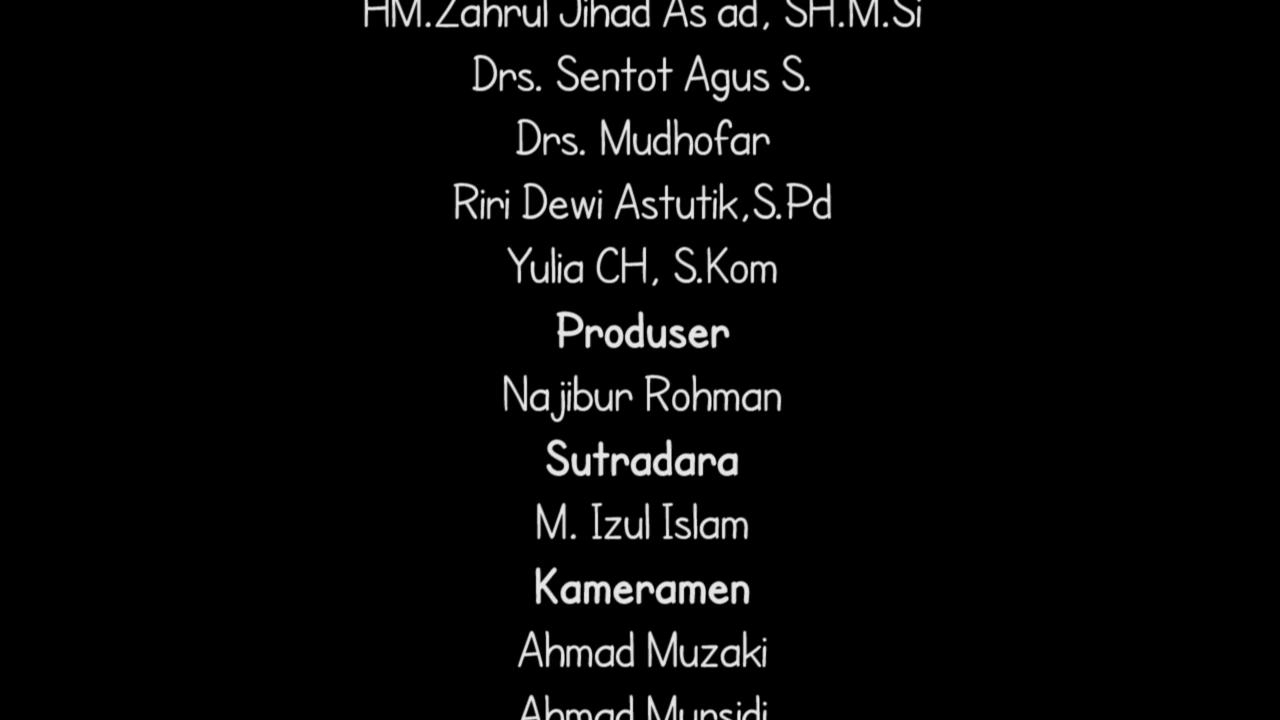 HM.Zahrul Jihad As ad, SH.M.Si
Drs. Sentot Agus S.
Drs. Mudhofar
Riri Dewi Astutik,S.Pd
Yulia CH, S.Kom
Produser
Najibur Rohman
Sutradara
M. Izul Islam
Kameramen
Ahmad Muzaki
Ahmad